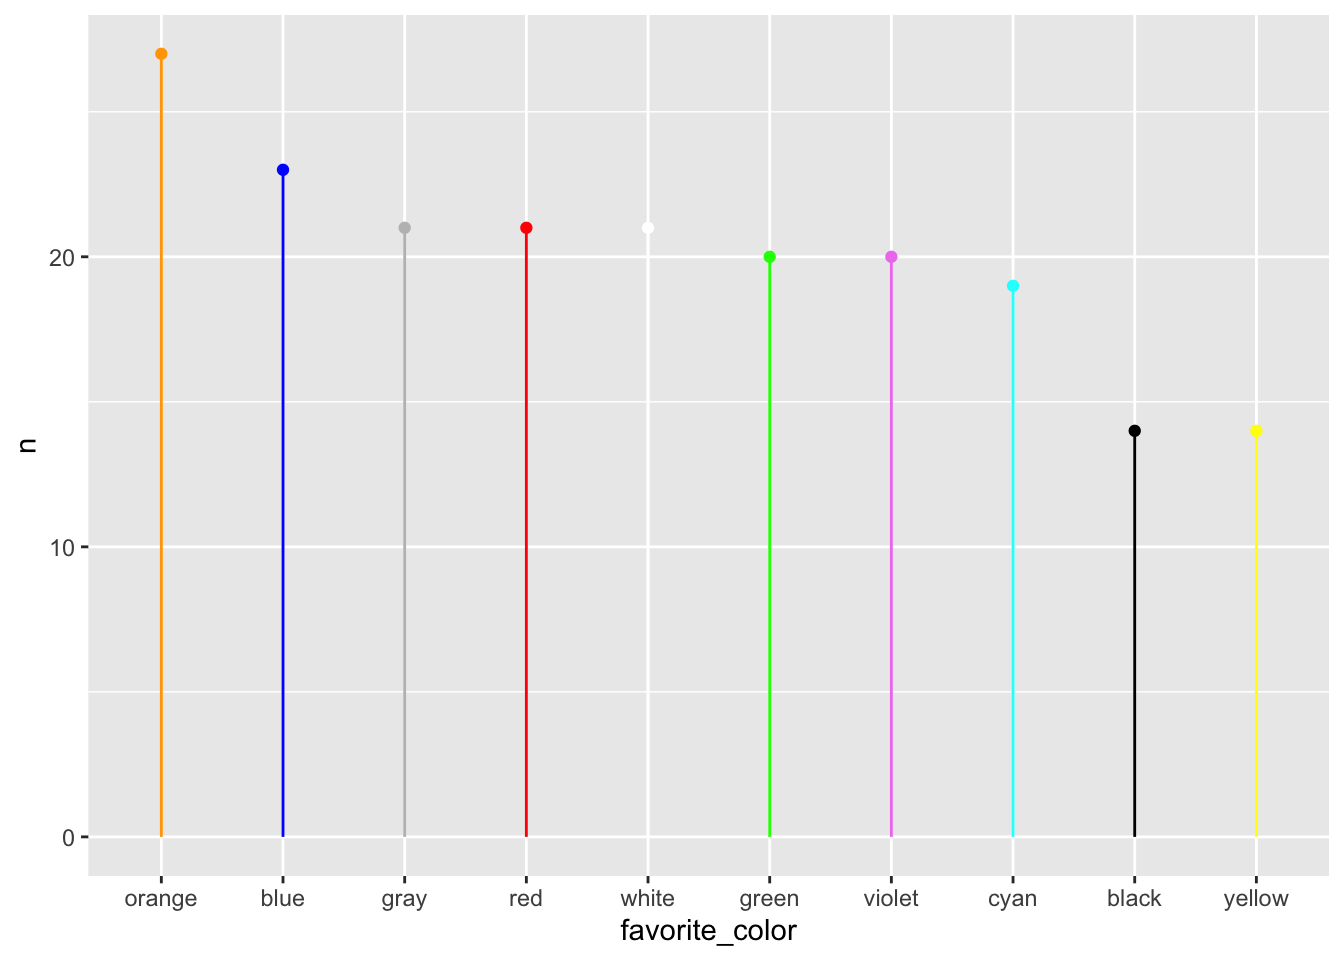 20
10
0
n
orange blue gray red white green violet cyan black yellow
favorite_color